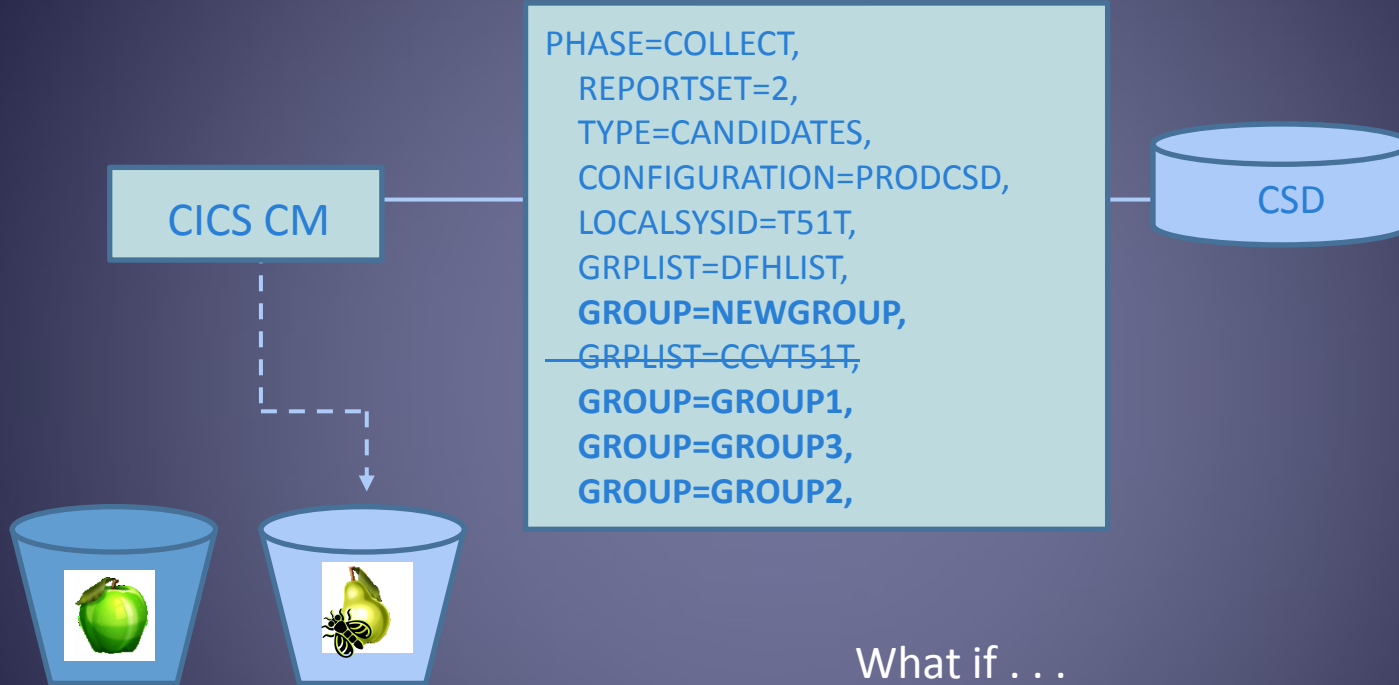 PHASE=COLLECT,
REPORTSET=2,
TYPE=CANDIDATES,
CONFIGURATION=PRODCSD,
LOCALSYSID=T51T,
GRPLIST=DFHLIST,
GROUP=NEWGROUP,
GRPLIST=CCVT51T,
GROUP=GROUP1,
GROUP=GROUP3,
GROUP=GROUP2,
CICS CM
CSD
What if . . .